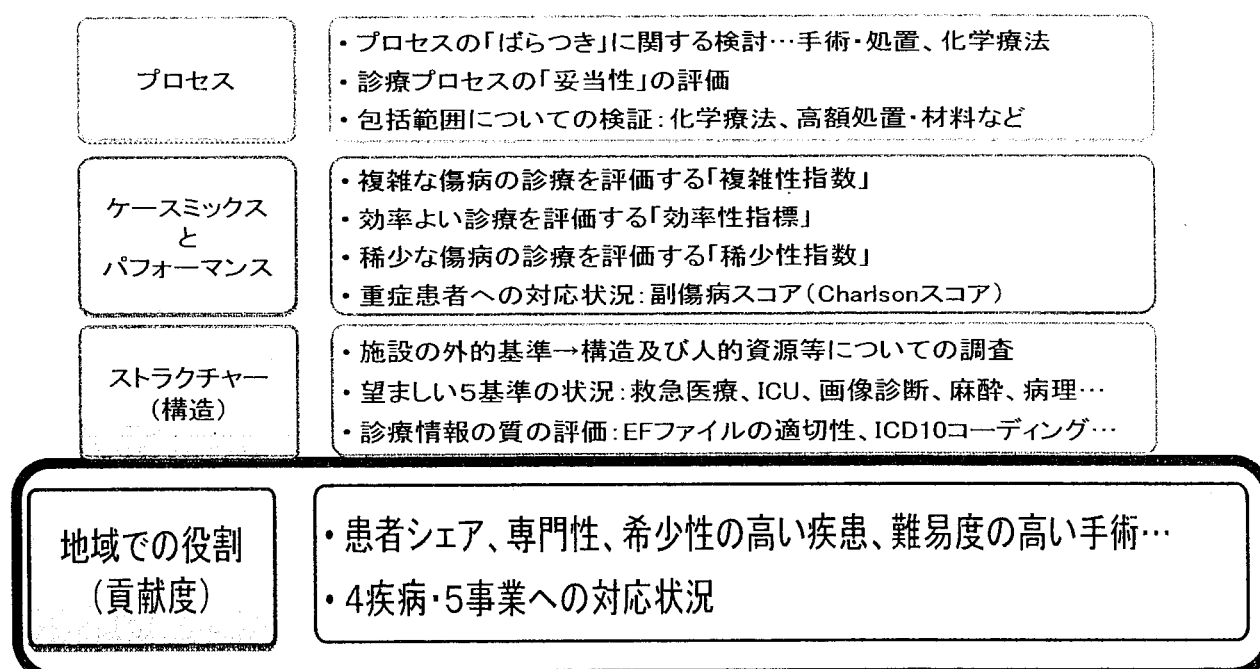 プロセス
・プロセスの「ばらつき」に関する検討…手術・処置、化学療法
・診療プロセスの「妥当性」の評価
・包括範囲についての検証:化学療法、高額処置・材料など
ケースミックス
と
パフォーマンス
・複雑な傷病の診療を評価する「複雑性指数」
・効率よい診療を評価する「効率性指標」
・稀少な傷病の診療を評価する「稀少性指数」
・重症患者への対応状況:副傷病スコア(Charlsonスコア)
ストラクチャー
(構造)
・施設の外的基準→構造及び人的資源等についての調査
・望ましい5基準の状況:救急医療、ICU、画像診断、麻酔、病理…
・診療情報の質の評価:EFファイルの適切性、ICD10コーディング…
地域での役割
(貢献度)
・患者シェア、専門性、希少性の高い疾患、難易度の高い手術…
・4疾病・5事業への対応状況